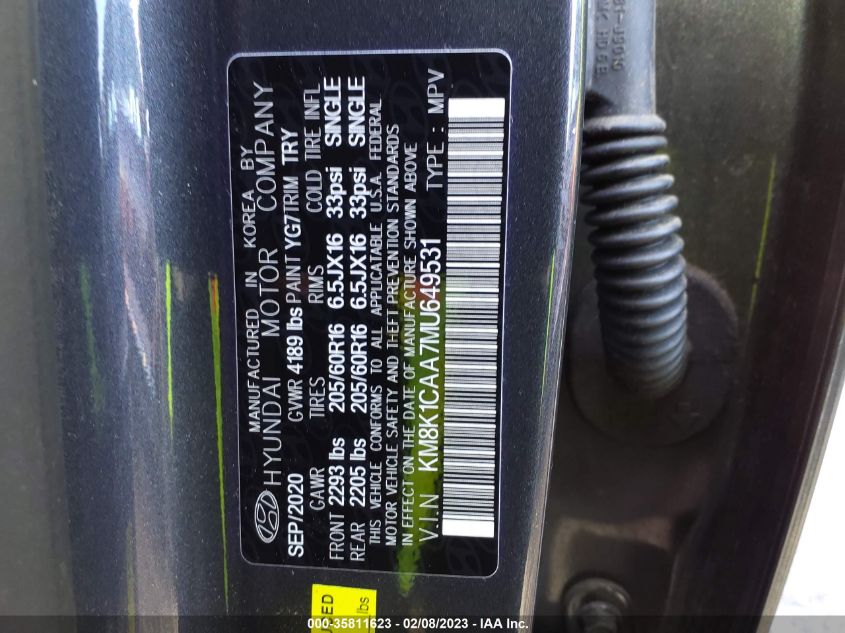 MANUFACTURED IN KOREA BY
HYUNDAI MOTOR COMPANY
SEP/2020 GVWR 4189 lbs PAINT YG7 TRIM TRY
GAWR TIRES RIMS COLD TIRE INFL
FRONT 2293 lbs 205/60R16 6.5JX16 33psi SINGLE
REAR 2205 lbs 205/60R16 6.5JX16 33psi SINGLE
THIS VEHICLE CONFORMS TO ALL APPLICATABLE U.S.A. FEDERAL
MOTOR VEHICLE SAFETY AND THEFT PREVENTION STANDARDS
IN EFFECT ON THE DATE OF MANUFACTURE SHOWN ABOVE
V.I.N KM8K1CAA7MU649531 TYPE : MPV
lbs
000-35811623 - 02/08/2023 - IAA Inc.